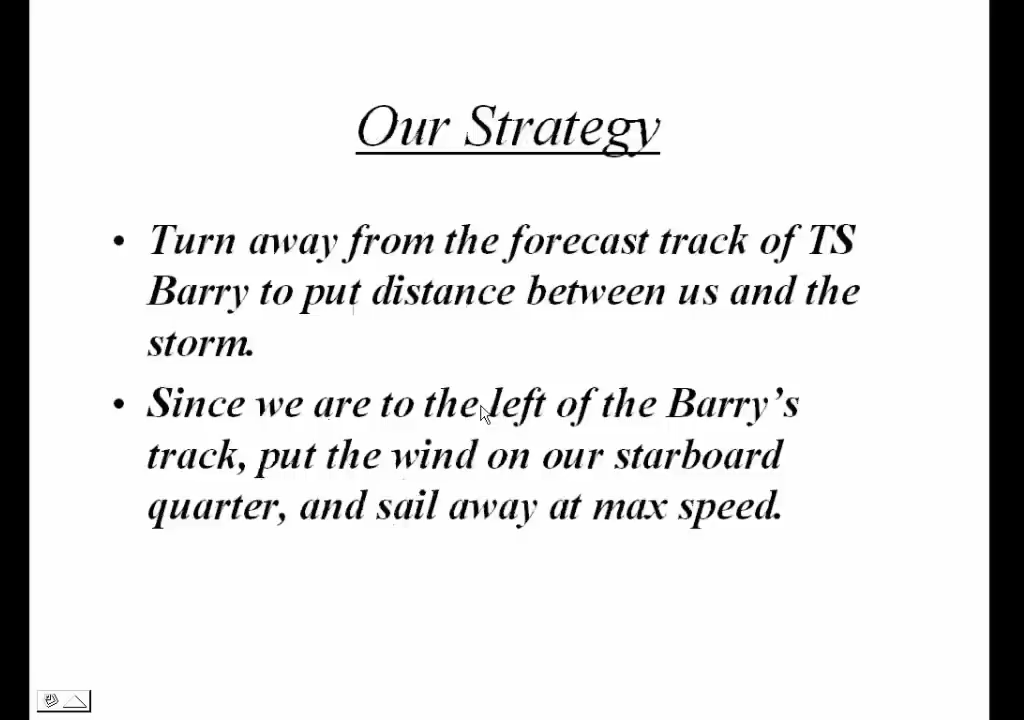 Our Strategy
• Turn away from the forecast track of TS
Barry to put distance between us and the
storm.
• Since we are to the left of the Barry’s
track, put the wind on our starboard
quarter, and sail away at max speed.